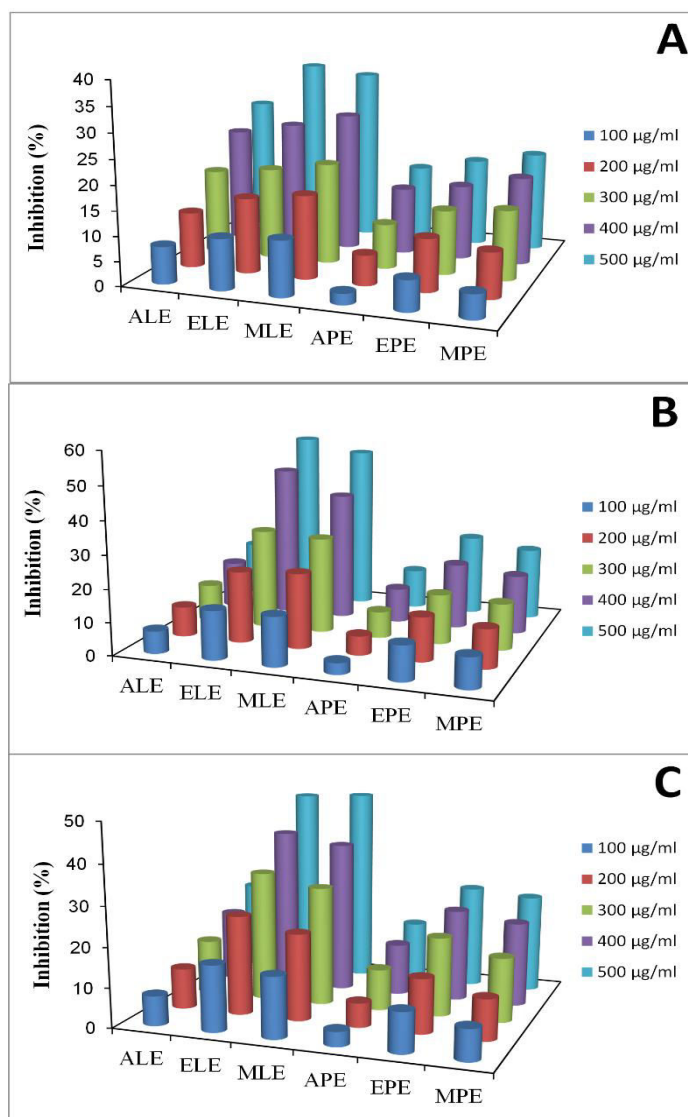 A
Inhibition (%)
40
35
30
25
20
15
10
5
0
ALE
ELE
MLE
APE
EPE
MPE
100 µg/ml
200 µg/ml
300 µg/ml
400 µg/ml
500 µg/ml
B
Inhibition (%)
60
50
40
30
20
10
0
ALE
ELE
MLE
APE
EPE
MPE
100 µg/ml
200 µg/ml
300 µg/ml
400 µg/ml
500 µg/ml
C
Inhibition (%)
50
40
30
20
10
0
ALE
ELE
MLE
APE
EPE
MPE
100 µg/ml
200 µg/ml
300 µg/ml
400 µg/ml
500 µg/ml